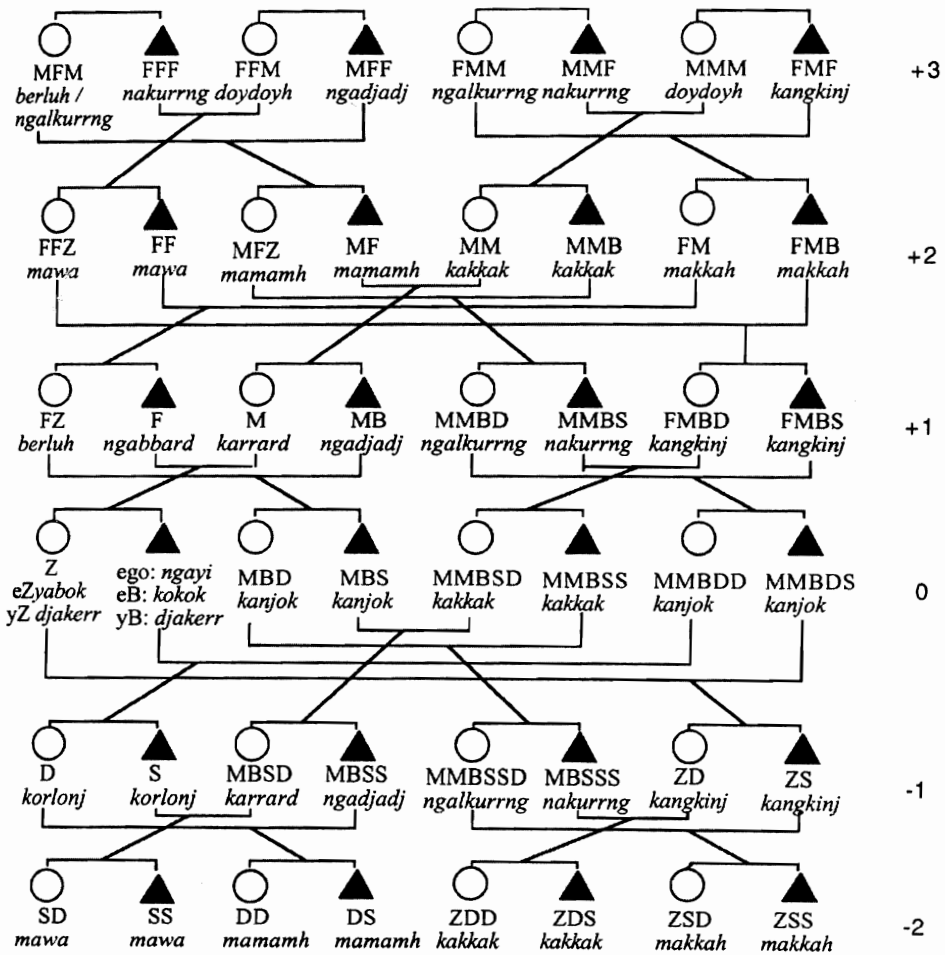 MFM FFF FFM MFF FMM MMF MMM FMF +3
berluh / nakurrng doydoyh ngadjadj ngalkurrng nakurrng doydoyh kangkinj
ngalkurrng
FFZ FF MFZ MF MM MMB FM FMB +2
mawa mawa mamamh mamamh kakkak kakkak makkah makkah
FZ F M MB MMBD MMBS FMBD FMBS +1
berluh ngabbard karrard ngadjadj ngalkurrng nakurrng kangkinj kangkinj
Z ego: ngayi MBD MBS MMBSD MMBSS MMBDD MMBDS 0
eZyabok eB: kokok kanjok kanjok kakkak kakkak kanjok kanjok
yZ djakerr yB: djakerr
D S MBSD MBSS MMBSSD MBSSS ZD ZS -1
korlonj korlonj karrard ngadjadj ngalkurrng nakurrng kangkinj kangkinj
SD SS DD DS ZDD ZDS ZSD ZSS -2
mawa mawa mamamh mamamh kakkak kakkak makkah makkah